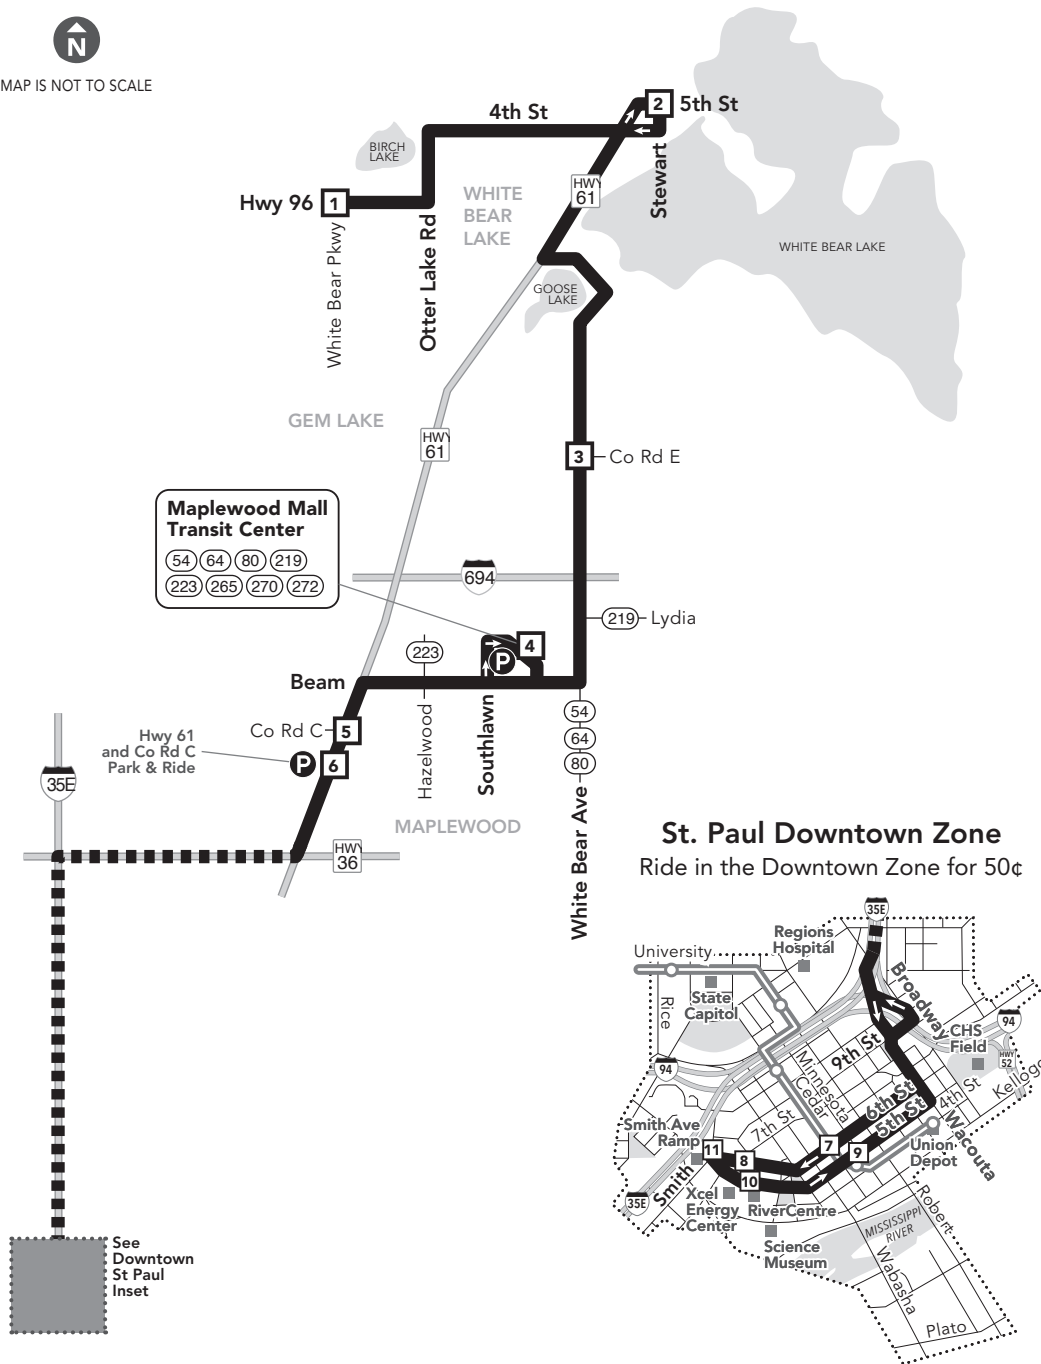 N
MAP IS NOT TO SCALE
4th St
2
5th St
BIRCH
LAKE
HWY
61
Stewart
Hwy 96
1
WHITE
BEAR
LAKE
White Bear Pkwy
Otter Lake Rd
WHITE BEAR LAKE
GOOSE
LAKE
GEM LAKE
HWY
61
3
Co Rd E
Maplewood Mall
Transit Center
54 64 80 219
223 265 270 272
694
219
Lydia
223
4
P
Beam
Co Rd C
5
Hazelwood
Southlawn
54
64
80
Hwy 61
and Co Rd C
Park & Ride
P
6
35E
MAPLEWOOD
HWY
36
White Bear Ave
See
Downtown
St Paul
Inset
St. Paul Downtown Zone
Ride in the Downtown Zone for 50¢
35E
Regions
Hospital
University
Rice
State
Capitol
Broadway
94
CHS
Field
HWY
52
9th St
94
Minnesota
Cedar
Kellogg
4th St
6th St
5th St
7th St
Smith Ave
Ramp
Wacouta
11
8
7
9
10
Union
Depot
Smith
35E
Xcel
Energy
Center
RiverCentre
Robert
MISSISSIPPI
RIVER
Science
Museum
Wabasha
Plato